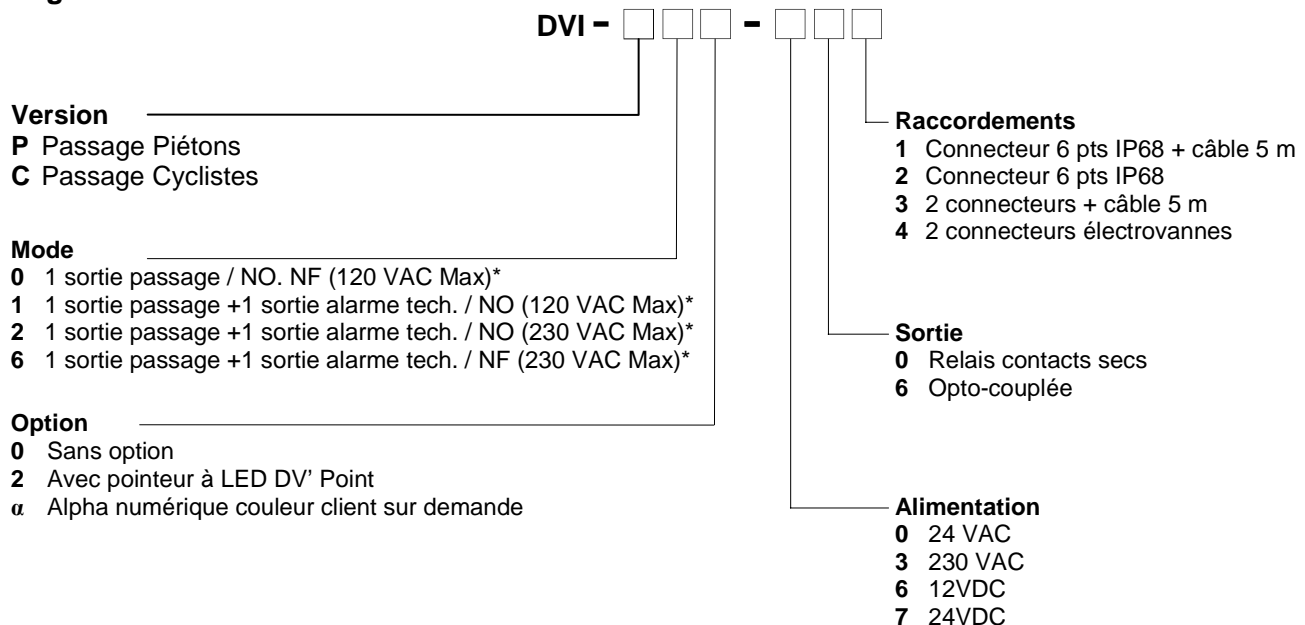 DVI - -
Version
P Passage Piétons
C Passage Cyclistes
Mode
0 1 sortie passage / NO. NF (120 VAC Max)*
1 1 sortie passage +1 sortie alarme tech. / NO (120 VAC Max)*
2 1 sortie passage +1 sortie alarme tech. / NO (230 VAC Max)*
6 1 sortie passage +1 sortie alarme tech. / NF (230 VAC Max)*
Option
0 Sans option
2 Avec pointeur à LED DV' Point
α Alpha numérique couleur client sur demande
Raccordements
1 Connecteur 6 pts IP68 + câble 5 m
2 Connecteur 6 pts IP68
3 2 connecteurs + câble 5 m
4 2 connecteurs électrovannes
Sortie
0 Relais contacts secs
6 Opto-couplée
Alimentation
0 24 VAC
3 230 VAC
6 12VDC
7 24VDC